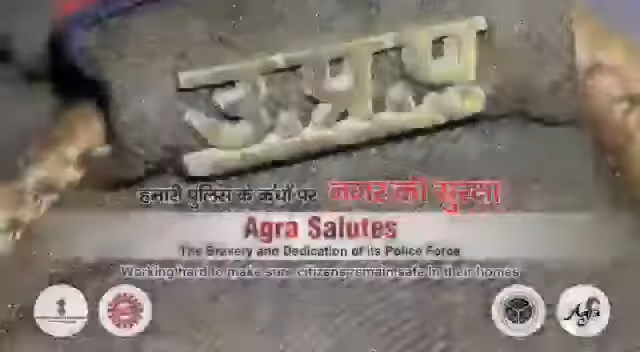 उ.प्र.पु
हमारी पुलिस के कंधों पर नगर की सुरक्षा
Agra Salutes
The Bravery and Dedication of its Police Force
Working hard to make sure citizens remain safe in their homes
Agra